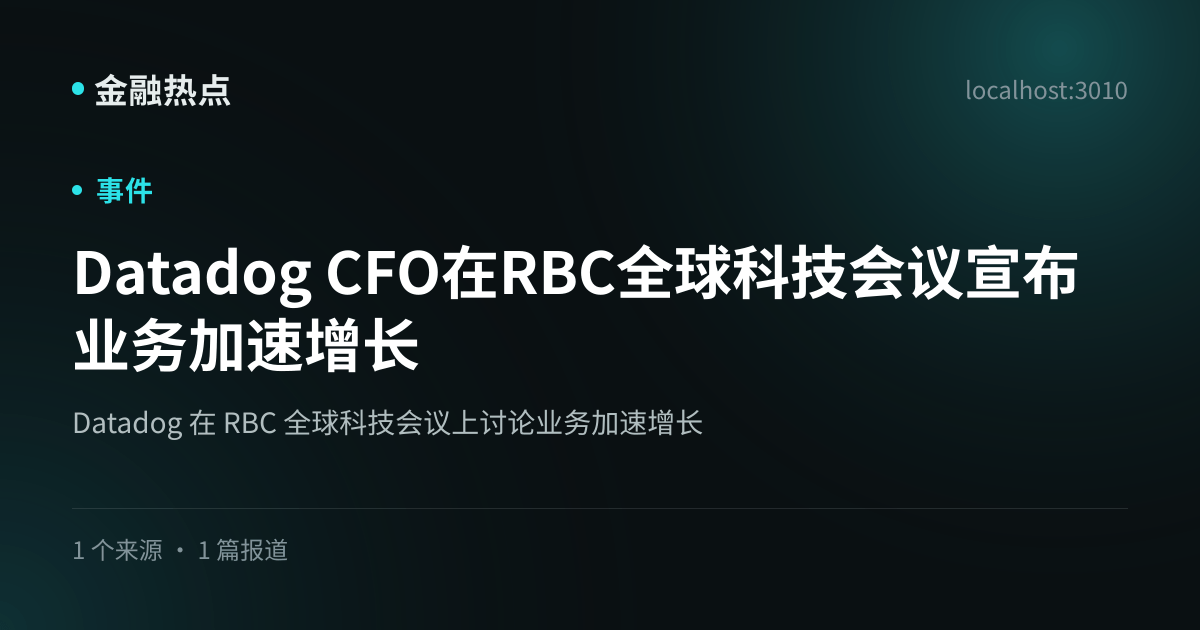 金融热点
localhost:3010
事件
Datadog CFO在RBC全球科技会议宣布
业务加速增长
Datadog 在 RBC 全球科技会议上讨论业务加速增长
1 个来源 · 1 篇报道